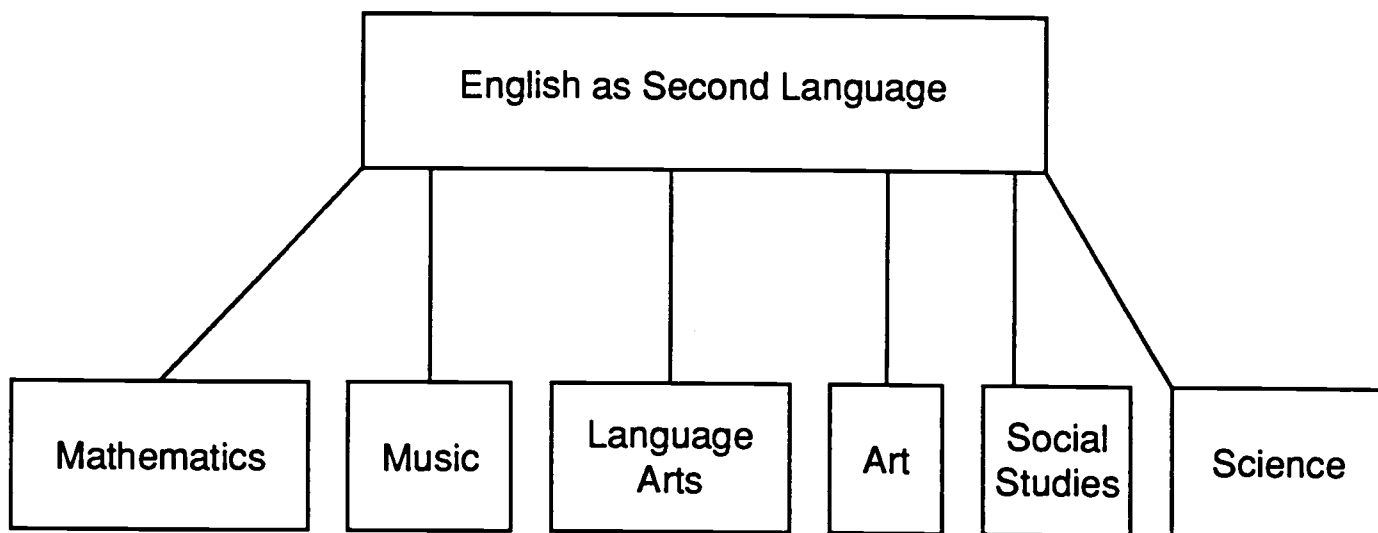 English as Second Language
Mathematics
Music
Language
Arts
Art
Social
Studies
Science